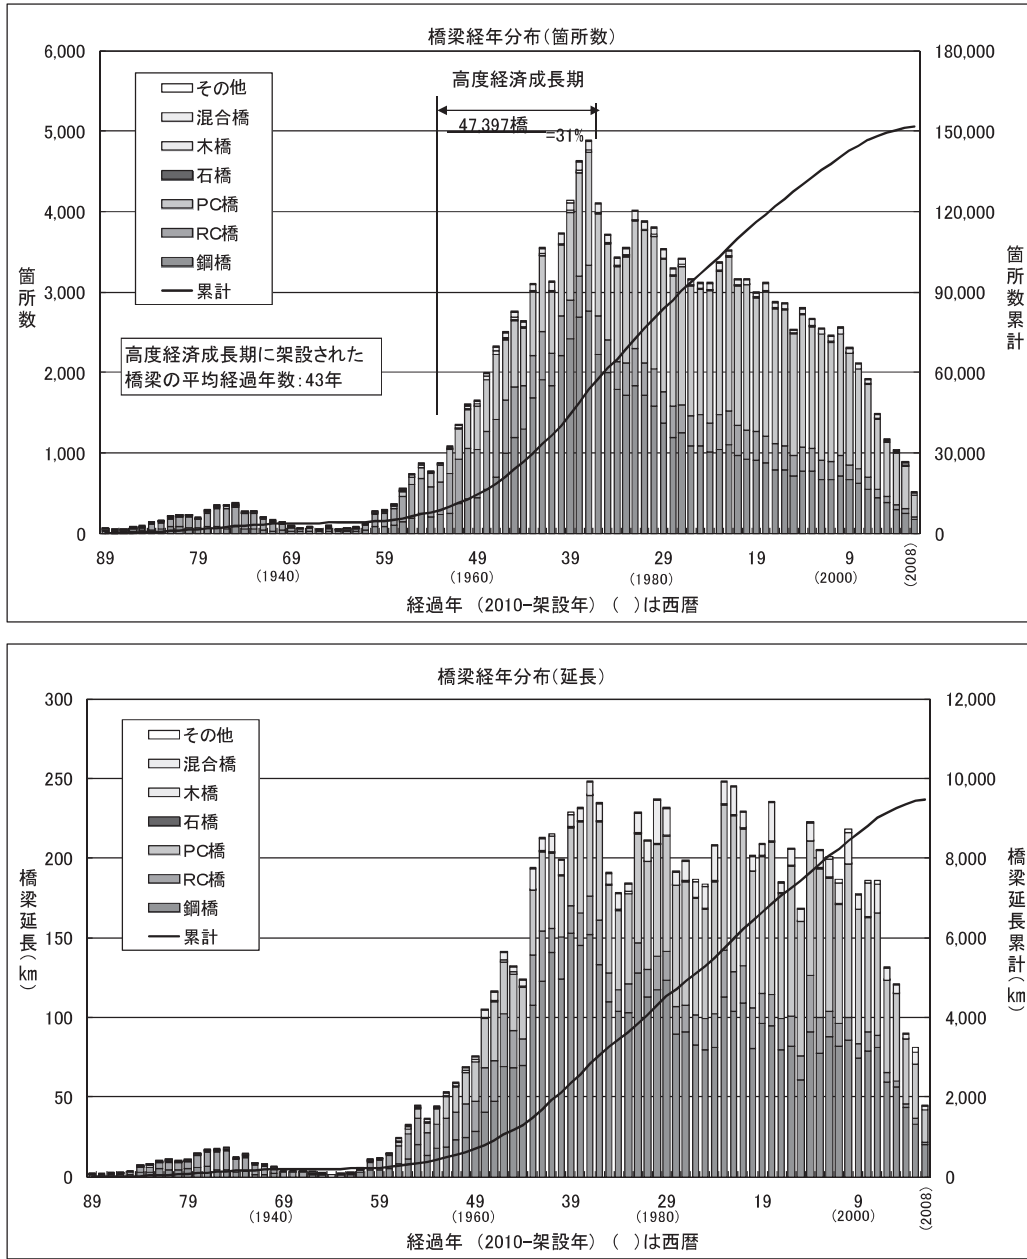 橋梁経年分布(箇所数)
6,000
5,000
4,000
3,000
2,000
1,000
0
180,000
150,000
120,000
90,000
60,000
30,000
0
その他
混合橋
木橋
石橋
PC橋
RC橋
鋼橋
累計
高度経済成長期
47,397橋
=31%
高度経済成長期に架設された
橋梁の平均経過年数:43年
箇所数
箇所数累計
89 79 69 59 49 39 29 19 9
(1940) (1960) (1980) (2000) (2008)
経過年 (2010-架設年) ( )は西暦
橋梁経年分布(延長)
300
250
200
150
100
50
0
12,000
10,000
8,000
6,000
4,000
2,000
0
その他
混合橋
木橋
石橋
PC橋
RC橋
鋼橋
累計
橋梁延長(㎞)
橋梁延長累計(㎞)
89 79 69 59 49 39 29 19 9
(1940) (1960) (1980) (2000) (2008)
経過年 (2010-架設年) ( )は西暦